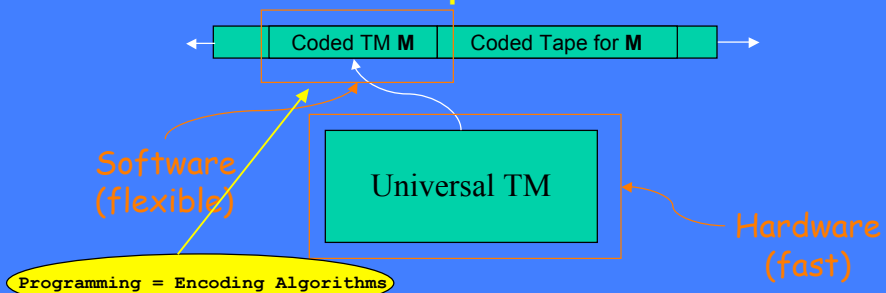 Coded TM M Coded Tape for M
Software
(flexible)
Universal TM
Hardware
(fast)
Programming = Encoding Algorithms